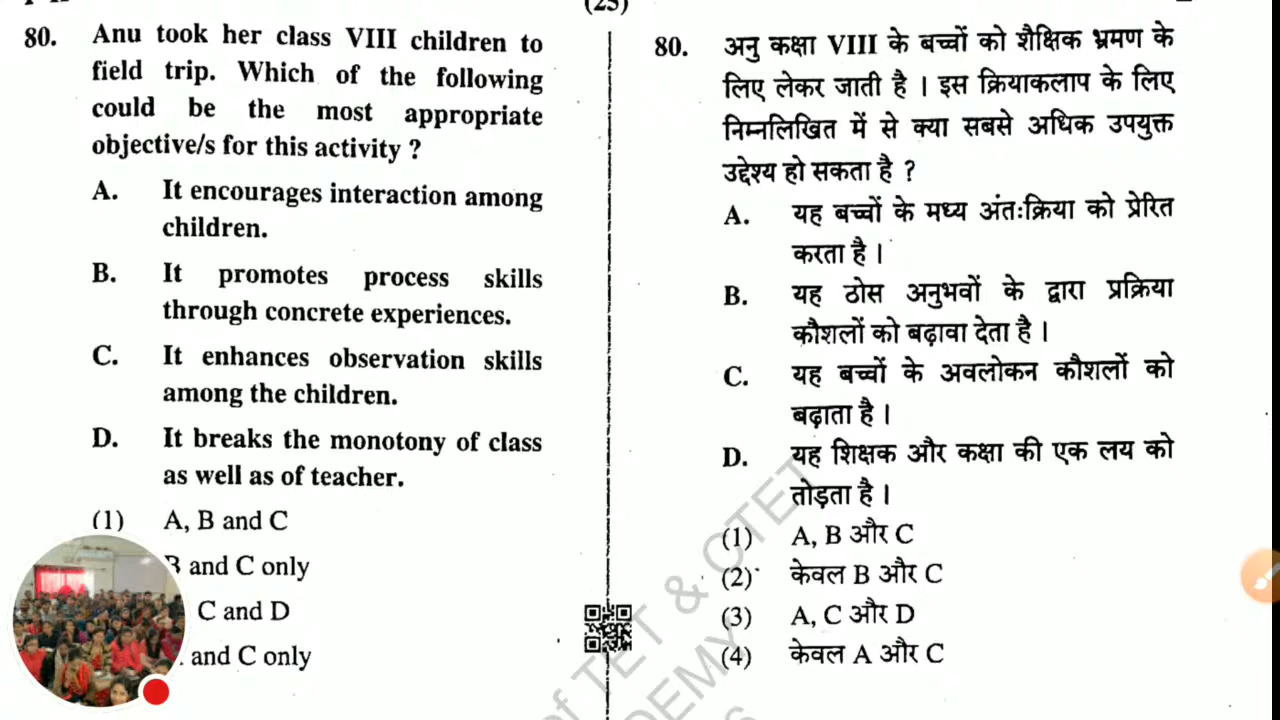 (25)
80. Anu took her class VIII children to
field trip. Which of the following
could be the most appropriate
objective/s for this activity ?
A. It encourages interaction among
children.
B. It promotes process skills
through concrete experiences.
C. It enhances observation skills
among the children.
D. It breaks the monotony of class
as well as of teacher.
(1) A, B and C
and C only
C and D
and C only
80. अनु कक्षा VIII के बच्चों को शैक्षिक भ्रमण के
लिए लेकर जाती है । इस क्रियाकलाप के लिए
निम्नलिखित में से क्या सबसे अधिक उपयुक्त
उद्देश्य हो सकता है ?
A. यह बच्चों के मध्य अंतःक्रिया को प्रेरित
करता है ।
B. यह ठोस अनुभवों के द्वारा प्रक्रिया
कौशलों को बढ़ावा देता है ।
C. यह बच्चों के अवलोकन कौशलों को
बढ़ाता है ।
D. यह शिक्षक और कक्षा की एक लय को
तोड़ता है ।
(1) A, B और C
(2) केवल B और C
(3) A, C और D
(4) केवल A और C
of TET & CTET